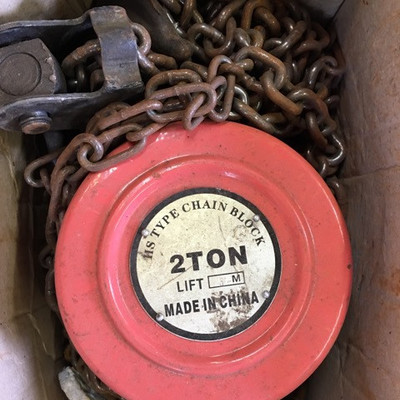 HS TYPE CHAIN BLOCK
2TON
LIFT M
MADE IN CHINA